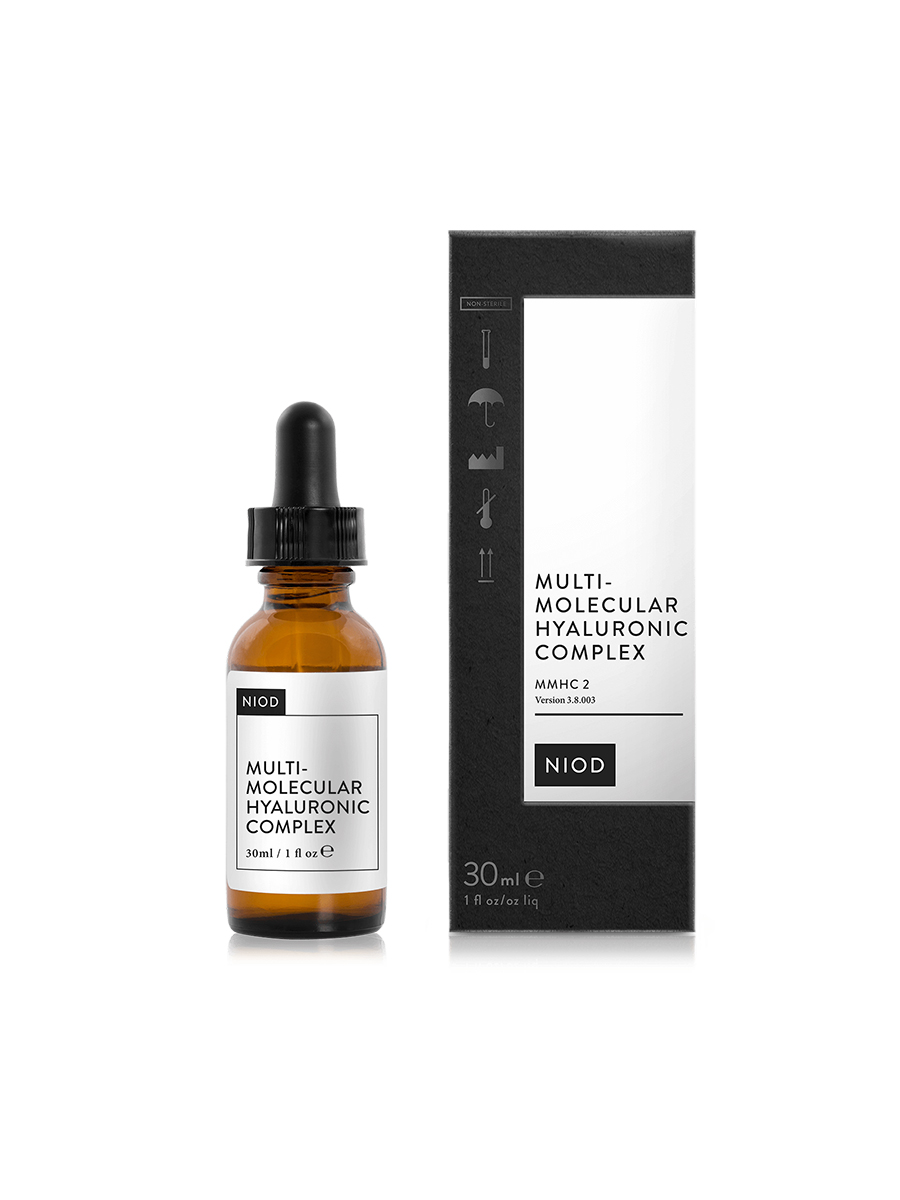 NIOD
MULTI-
MOLECULAR
HYALURONIC
COMPLEX
30ml / 1 fl oz ℮
NON-STERILE
MULTI-
MOLECULAR
HYALURONIC
COMPLEX
MMHC 2
Version 3.8.003
NIOD
30ml ℮
1 fl oz/oz liq